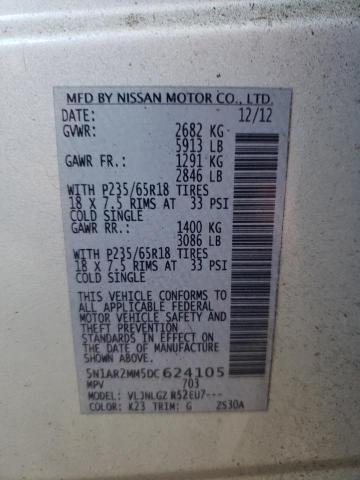 MFD BY NISSAN MOTOR CO., LTD.
DATE: 12/12
GVWR: 2682 KG
5913 LB
GAWR FR.: 1291 KG
2846 LB
WITH P235/65R18 TIRES
18 X 7.5 RIMS AT 33 PSI
COLD SINGLE
GAWR RR.: 1400 KG
3086 LB
WITH P235/65R18 TIRES
18 X 7.5 RIMS AT 33 PSI
COLD SINGLE
THIS VEHICLE CONFORMS TO
ALL APPLICABLE FEDERAL
MOTOR VEHICLE SAFETY AND
THEFT PREVENTION
STANDARDS IN EFFECT ON
THE DATE OF MANUFACTURE
SHOWN ABOVE.
5N1AR2MM5DC624105
MPV 703
MODEL: VLJNLGZ R52EU7---
COLOR: K23 TRIM: G 2S30A